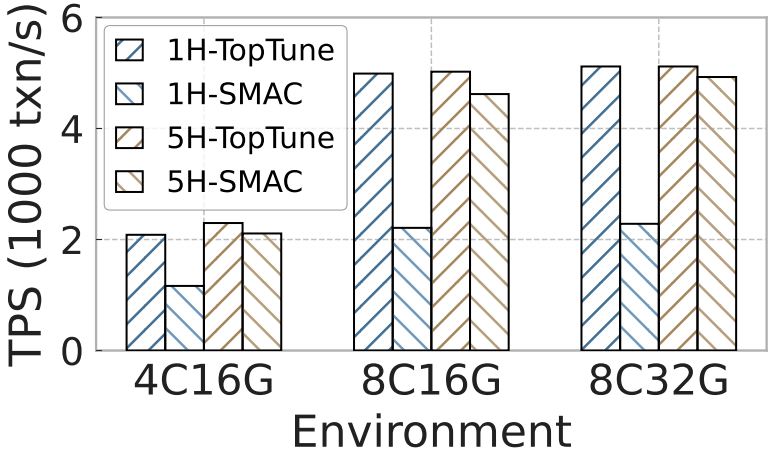 TPS (1000 txn/s)
6
4
2
0
1H-TopTune
1H-SMAC
5H-TopTune
5H-SMAC
4C16G 8C16G 8C32G
Environment